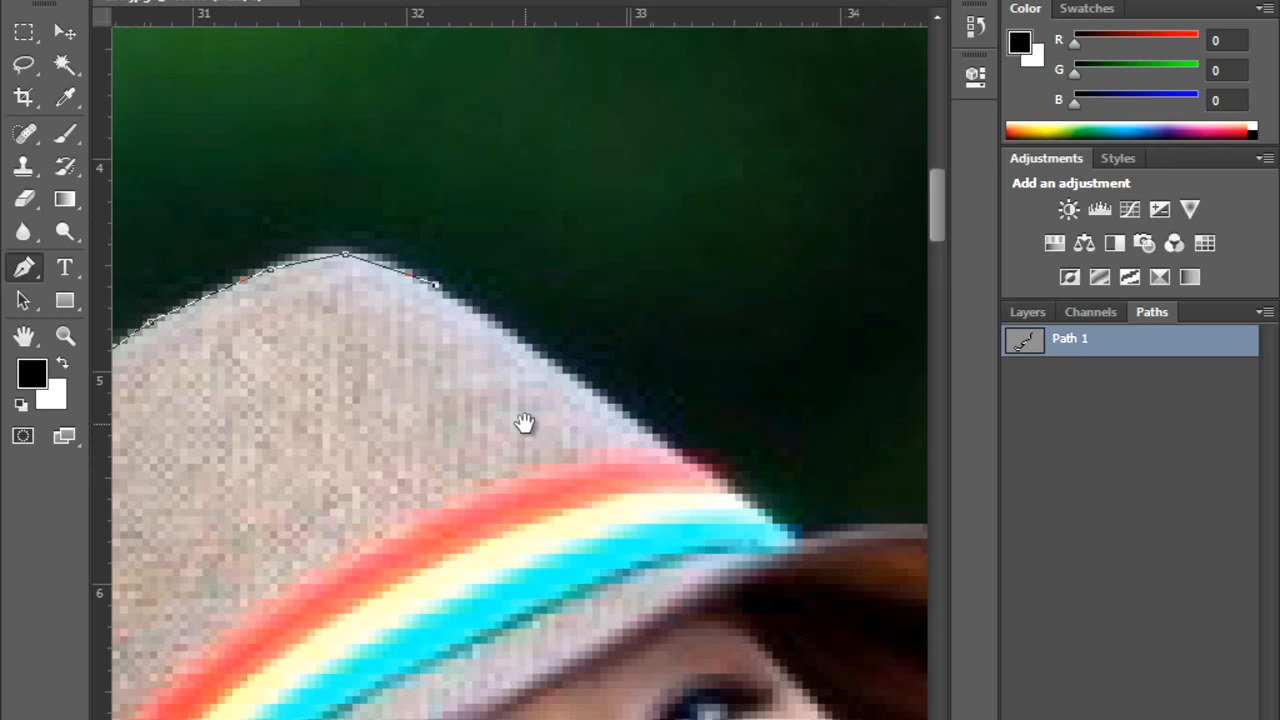 31 32 33 34
4
5
6
T
Color Swatches
R 0
G 0
B 0
Adjustments Styles
Add an adjustment
Layers Channels Paths
Path 1